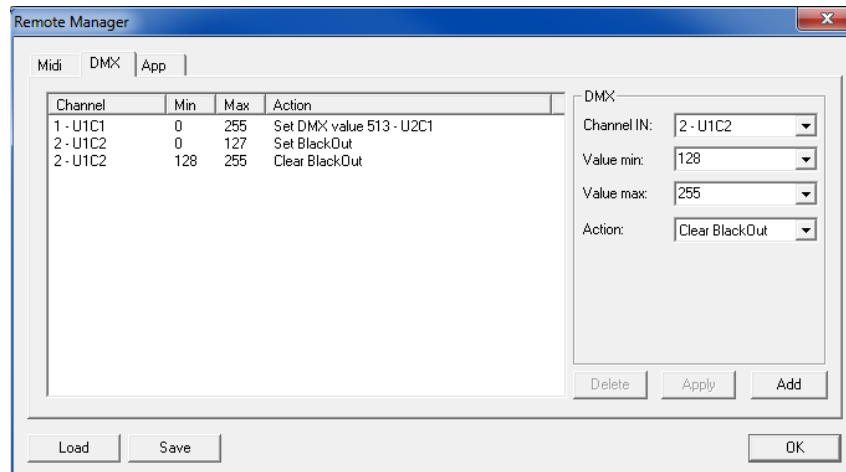 Remote Manager
Midi DMX App
Channel Min Max Action
1 - U1C1 0 255 Set DMX value 513 - U2C1
2 - U1C2 0 127 Set BlackOut
2 - U1C2 128 255 Clear BlackOut
DMX
Channel IN: 2 - U1C2
Value min: 128
Value max: 255
Action: Clear BlackOut
Delete Apply Add
Load Save OK